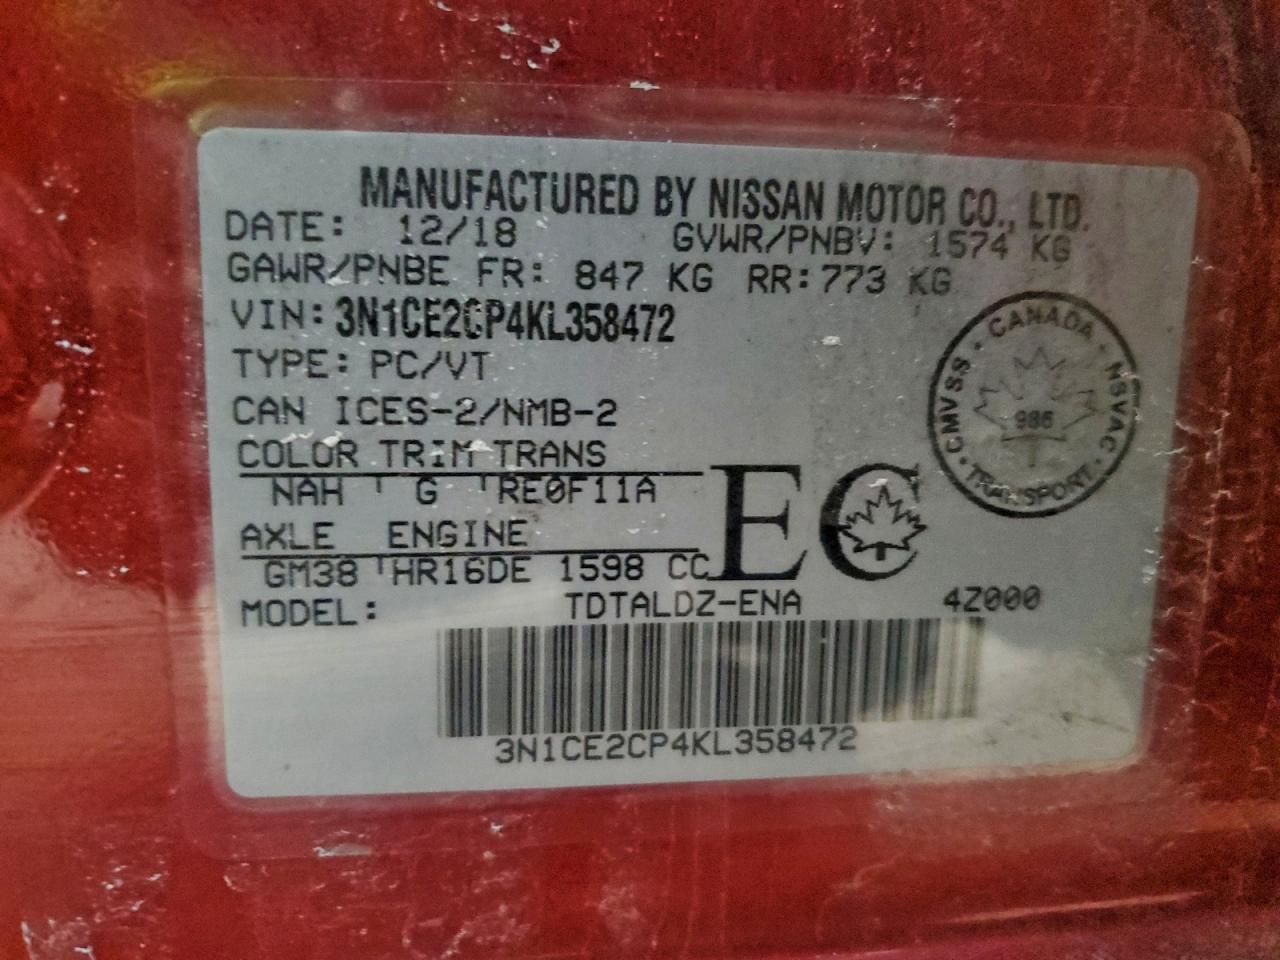 MANUFACTURED BY NISSAN MOTOR CO., LTD.
DATE: 12/18 GVWR/PNBV: 1574 KG
GAWR/PNBE FR: 847 KG RR:773 KG
VIN: 3N1CE2CP4KL358472
TYPE: PC/VT
CAN ICES-2/NMB-2
COLOR TRIM TRANS
NAH G RE0F11A
AXLE ENGINE
GM38 HR16DE 1598 CC
EC
CANADA · NSVAC · TRANSPORT · CMVSS ·
986
MODEL: TDTALDZ-ENA 4Z000
3N1CE2CP4KL358472